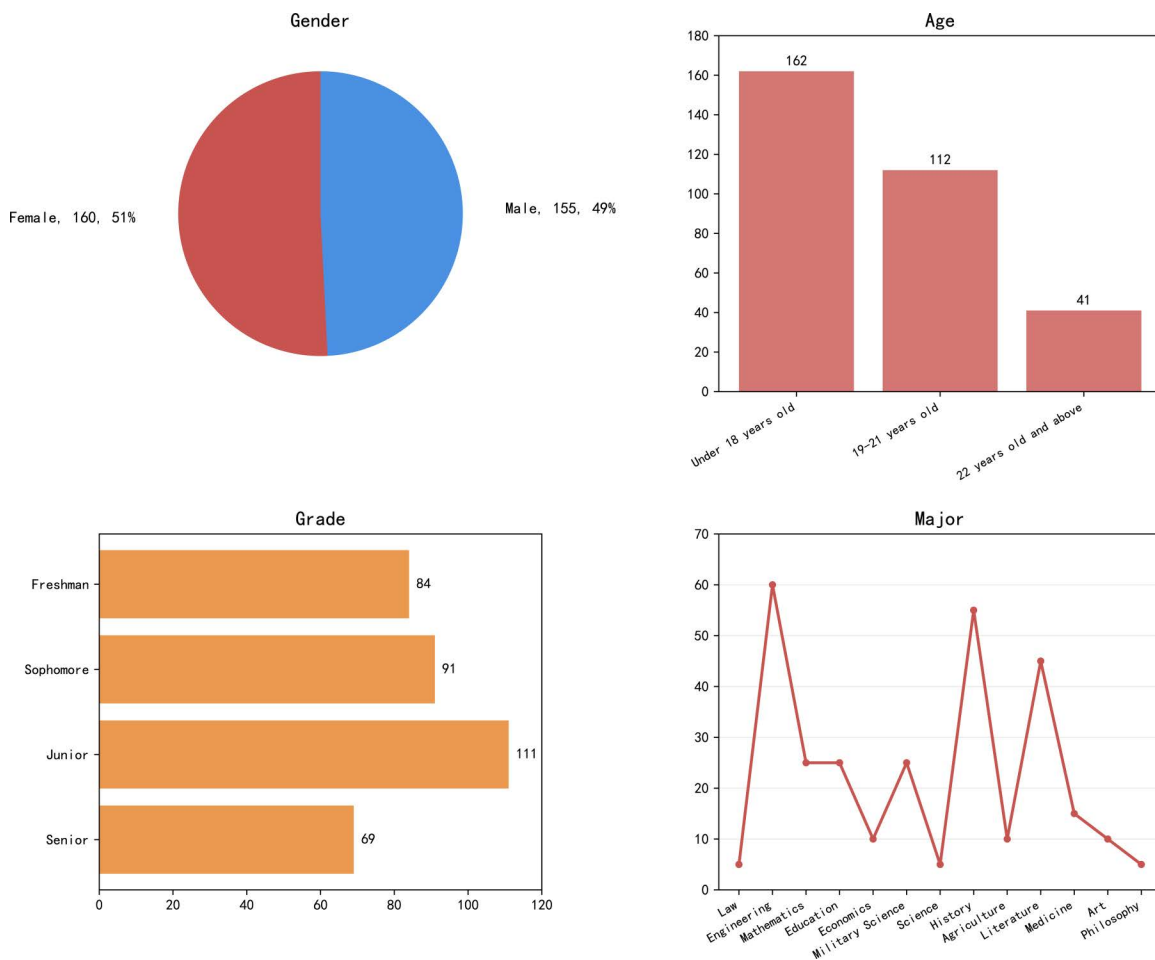 Gender
Female, 160, 51%
Male, 155, 49%
Age
180
160
140
120
100
80
60
40
20
0
162
112
41
Under 18 years old
19-21 years old
22 years old and above
Grade
Freshman
84
Sophomore
91
Junior
111
Senior
69
0
20
40
60
80
100
120
Major
70
60
50
40
30
20
10
0
Law
Engineering
Mathematics
Education
Economics
Military Science
Science
History
Agriculture
Literature
Medicine
Art
Philosophy